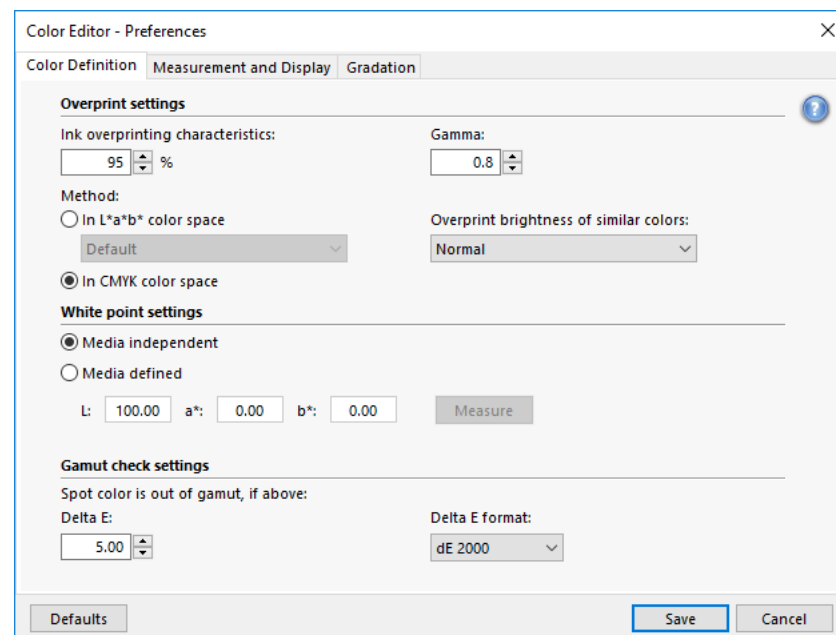 Color Editor - Preferences
Color Definition Measurement and Display Gradation
Overprint settings
?
Ink overprinting characteristics: Gamma:
95 % 0.8
Method:
In L*a*b* color space Overprint brightness of similar colors:
Default Normal
In CMYK color space
White point settings
Media independent
Media defined
L: 100.00 a*: 0.00 b*: 0.00 Measure
Gamut check settings
Spot color is out of gamut, if above:
Delta E: Delta E format:
5.00 dE 2000
Defaults Save Cancel